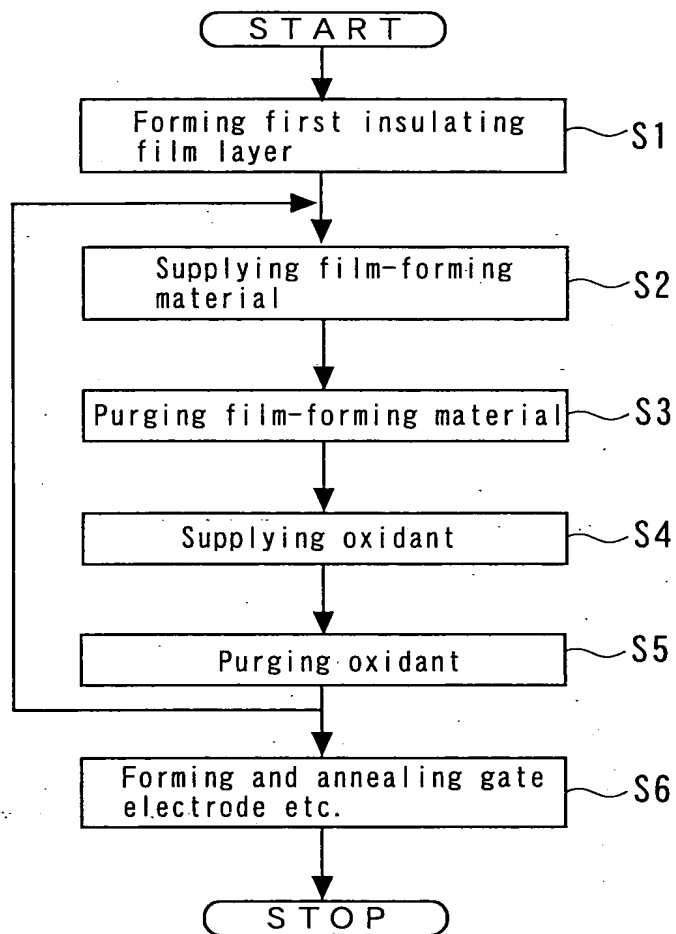 START
Forming first insulating
film layer
S1
Supplying film-forming
material
S2
Purging film-forming material
S3
Supplying oxidant
S4
Purging oxidant
S5
Forming and annealing gate
electrode etc.
S6
STOP